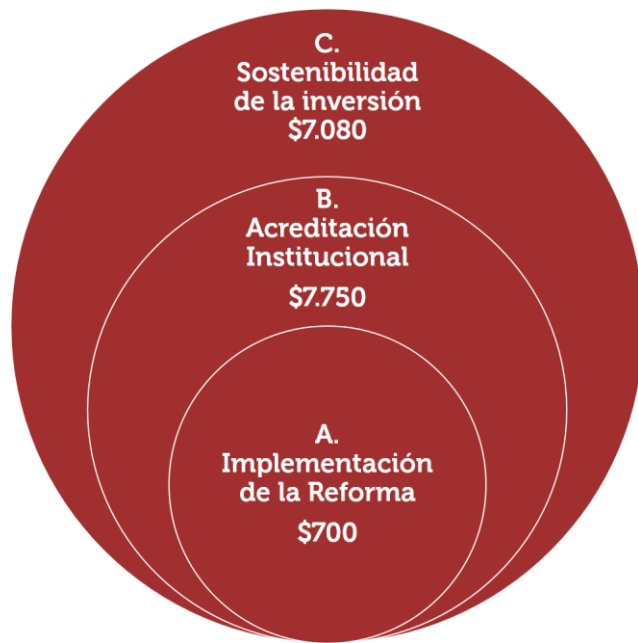 C.
Sostenibilidad
de la inversión
$7.080
B.
Acreditación
Institucional
$7.750
A.
Implementación
de la Reforma
$700